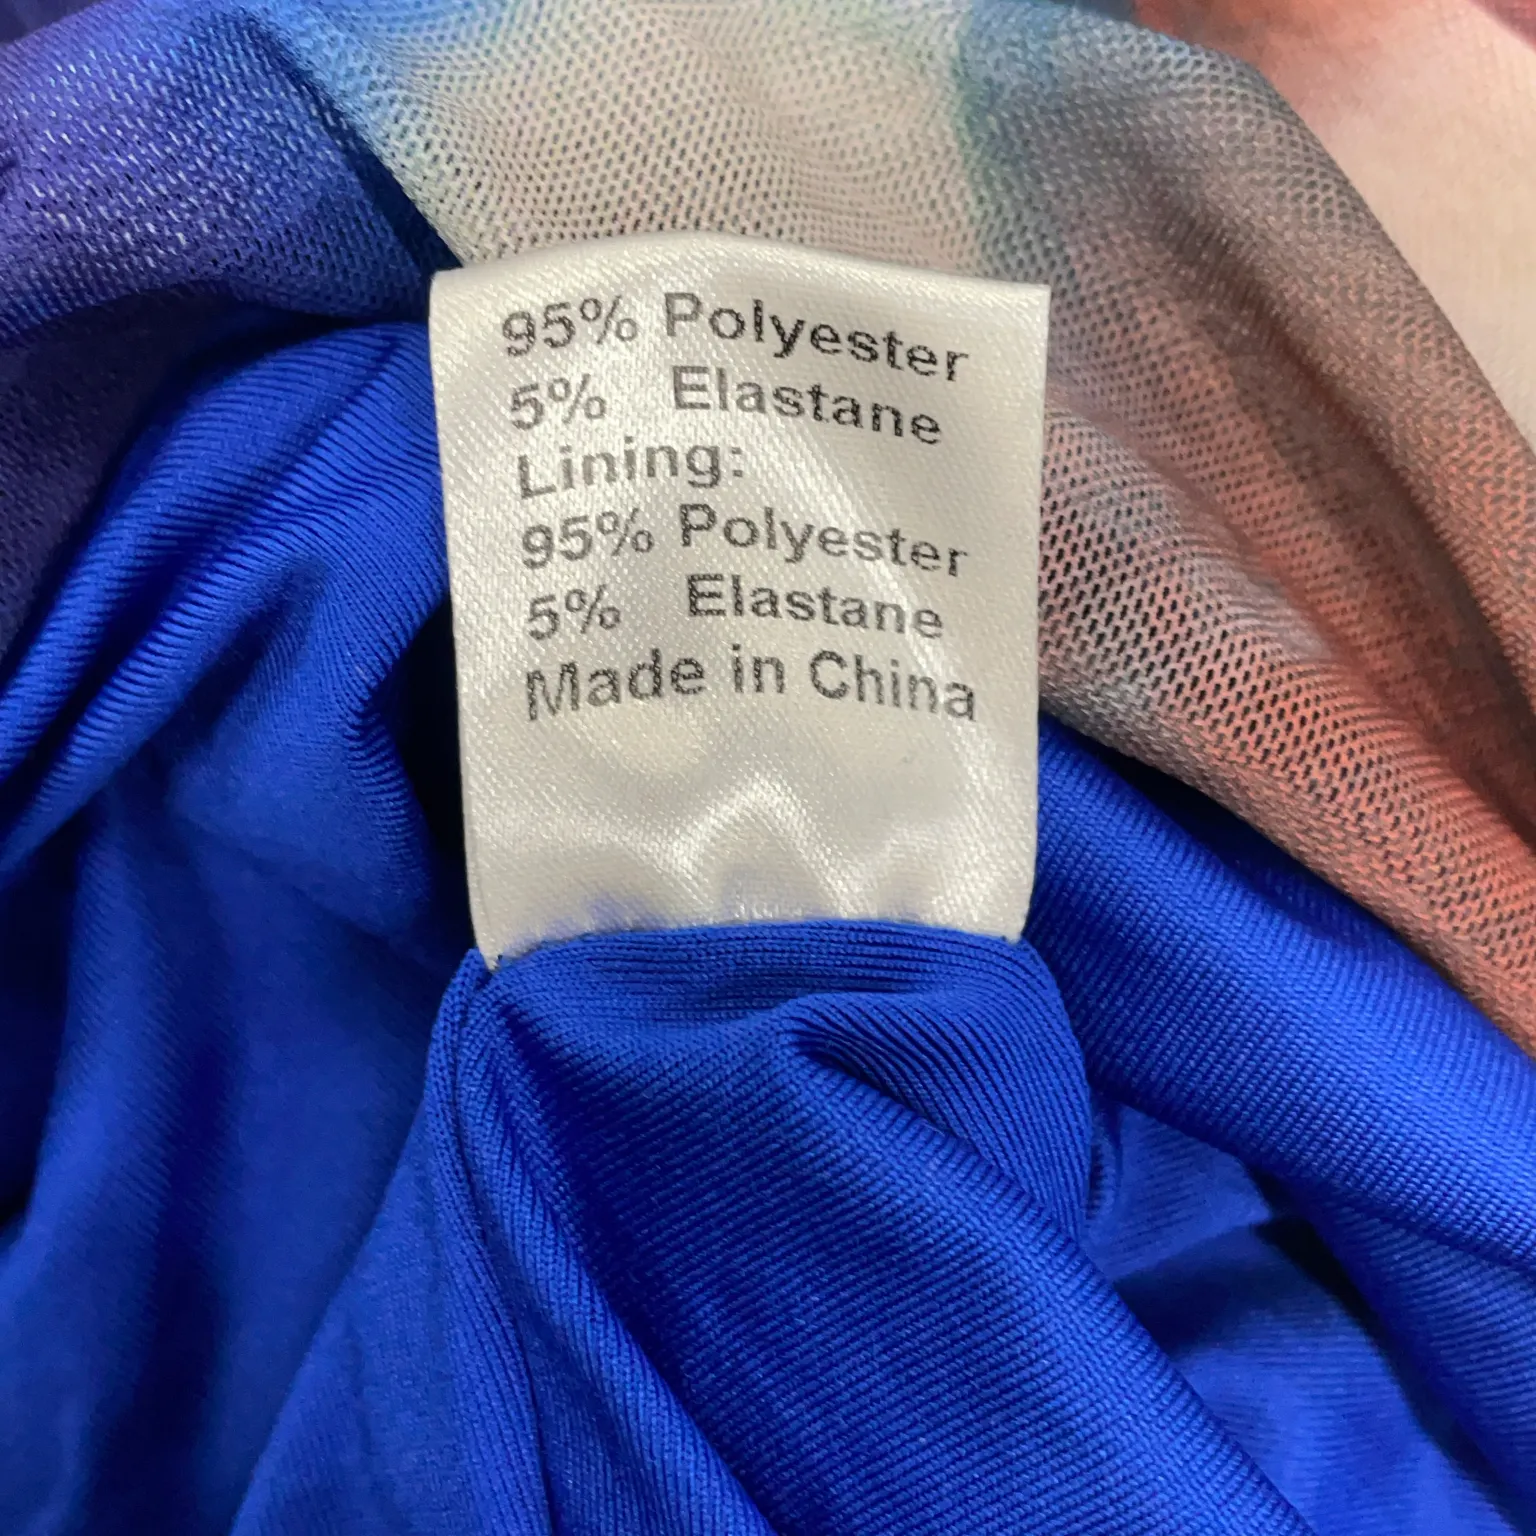 95% Polyester
5% Elastane
Lining:
95% Polyester
5% Elastane
Made in China